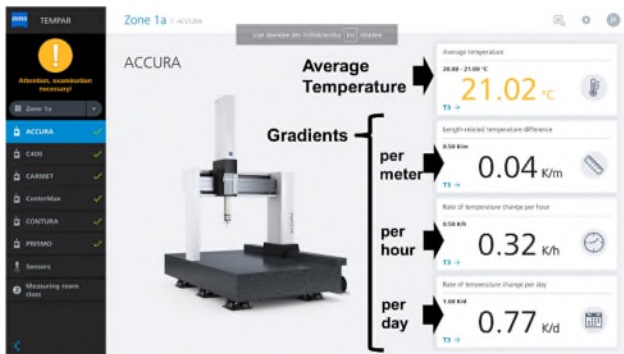 ZEISS TEMPAR
Zone 1a > ACCURA
Attention, examination
necessary!
Zone 1a
ACCURA
C400
CARMET
CenterMax
CONTURA
PRISMO
Sensors
Measuring room
class
ACCURA
Average
Temperature
Gradients
per
meter
per
hour
per
day
Average temperature
20.00 - 21.00 °C
21.02 °C
T3 →
Length-related temperature difference
0.50 K/m
0.04 K/m
T3 →
Rate of temperature change per hour
0.50 K/h
0.32 K/h
T3 →
Rate of temperature change per day
1.00 K/d
0.77 K/d
T3 →